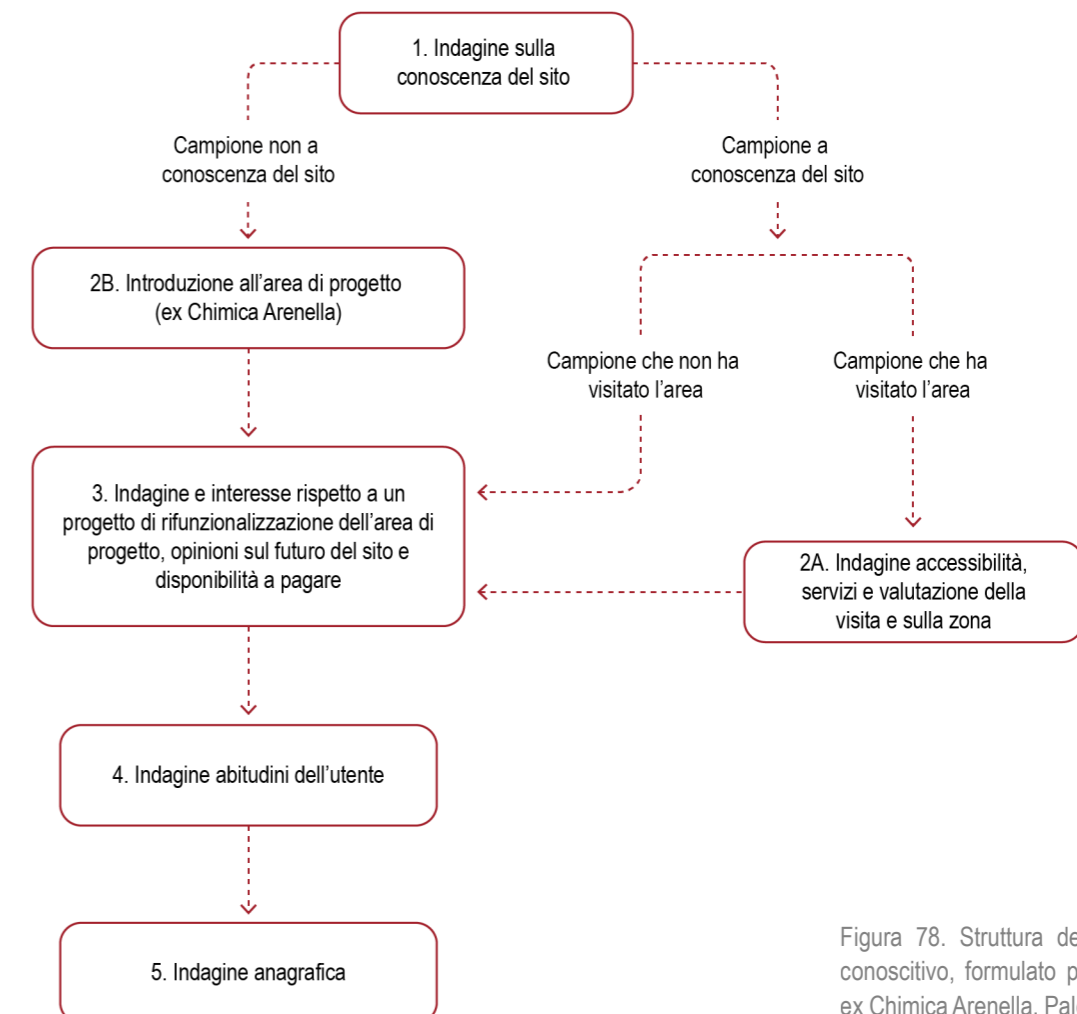 1. Indagine sulla
conoscenza del sito
Campione non a
conoscenza del sito
Campione a
conoscenza del sito
2B. Introduzione all’area di progetto
(ex Chimica Arenella)
Campione che non ha
visitato l’area
Campione che ha
visitato l’area
3. Indagine e interesse rispetto a un
progetto di rifunzionalizzazione dell’area di
progetto, opinioni sul futuro del sito e
disponibilità a pagare
2A. Indagine accessibilità,
servizi e valutazione della
visita e sulla zona
4. Indagine abitudini dell’utente
5. Indagine anagrafica
Figura 78. Struttura de
conoscitivo, formulato p
ex Chimica Arenella, Pal